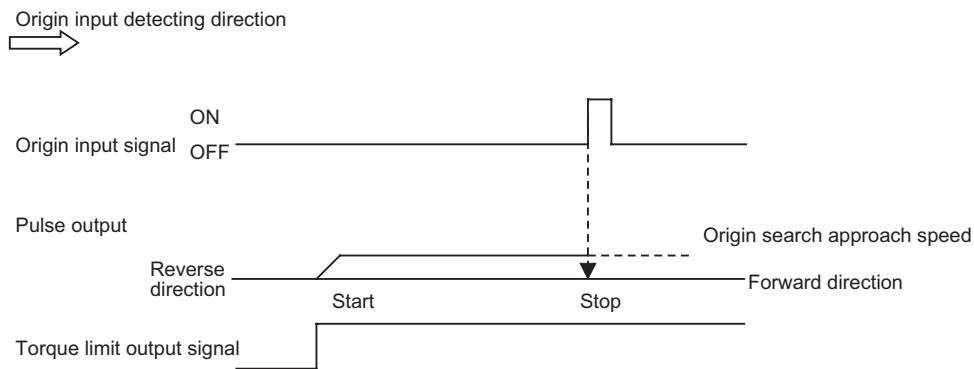 Origin input detecting direction
ON
Origin input signal
OFF
Pulse output
Origin search approach speed
Reverse
direction
Forward direction
Start
Stop
Torque limit output signal